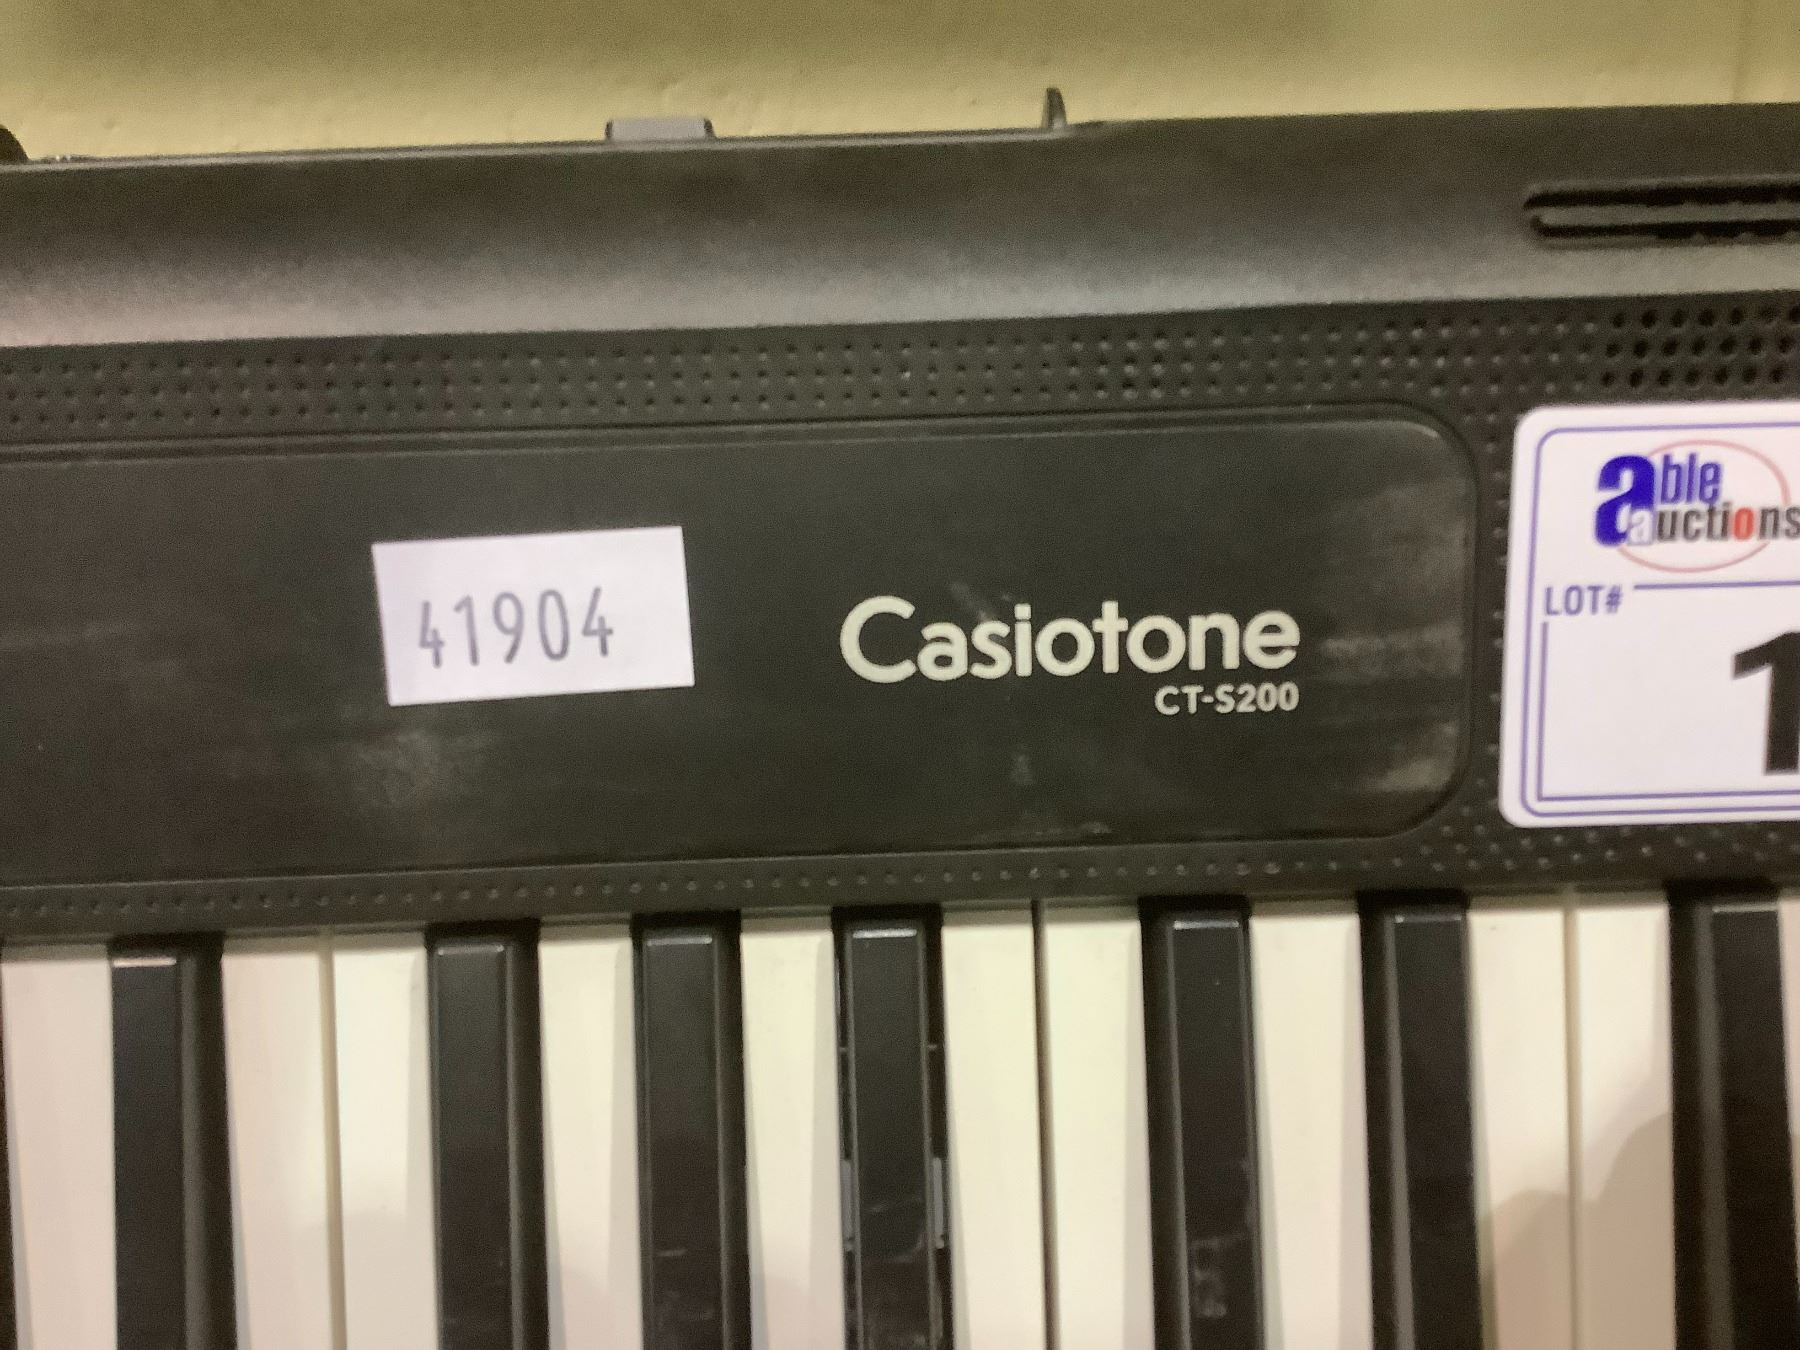 able
auctions
LOT#
1
41904
Casiotone
CT-S200